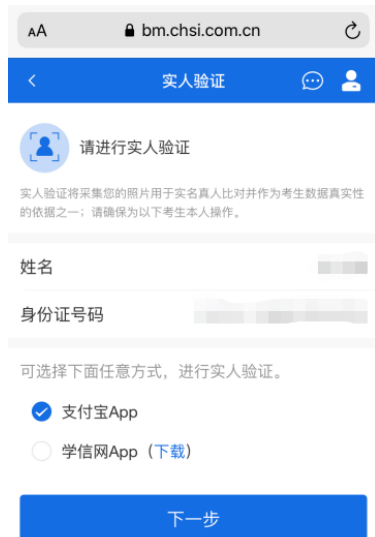 AA bm.chsi.com.cn
实人验证
请进行实人验证
实人验证将采集您的照片用于实名真人比对并作为考生数据真实性
的依据之一；请确保为以下考生本人操作。
姓名
身份证号码
可选择下面任意方式，进行实人验证。
支付宝App
学信网App（下载）
下一步